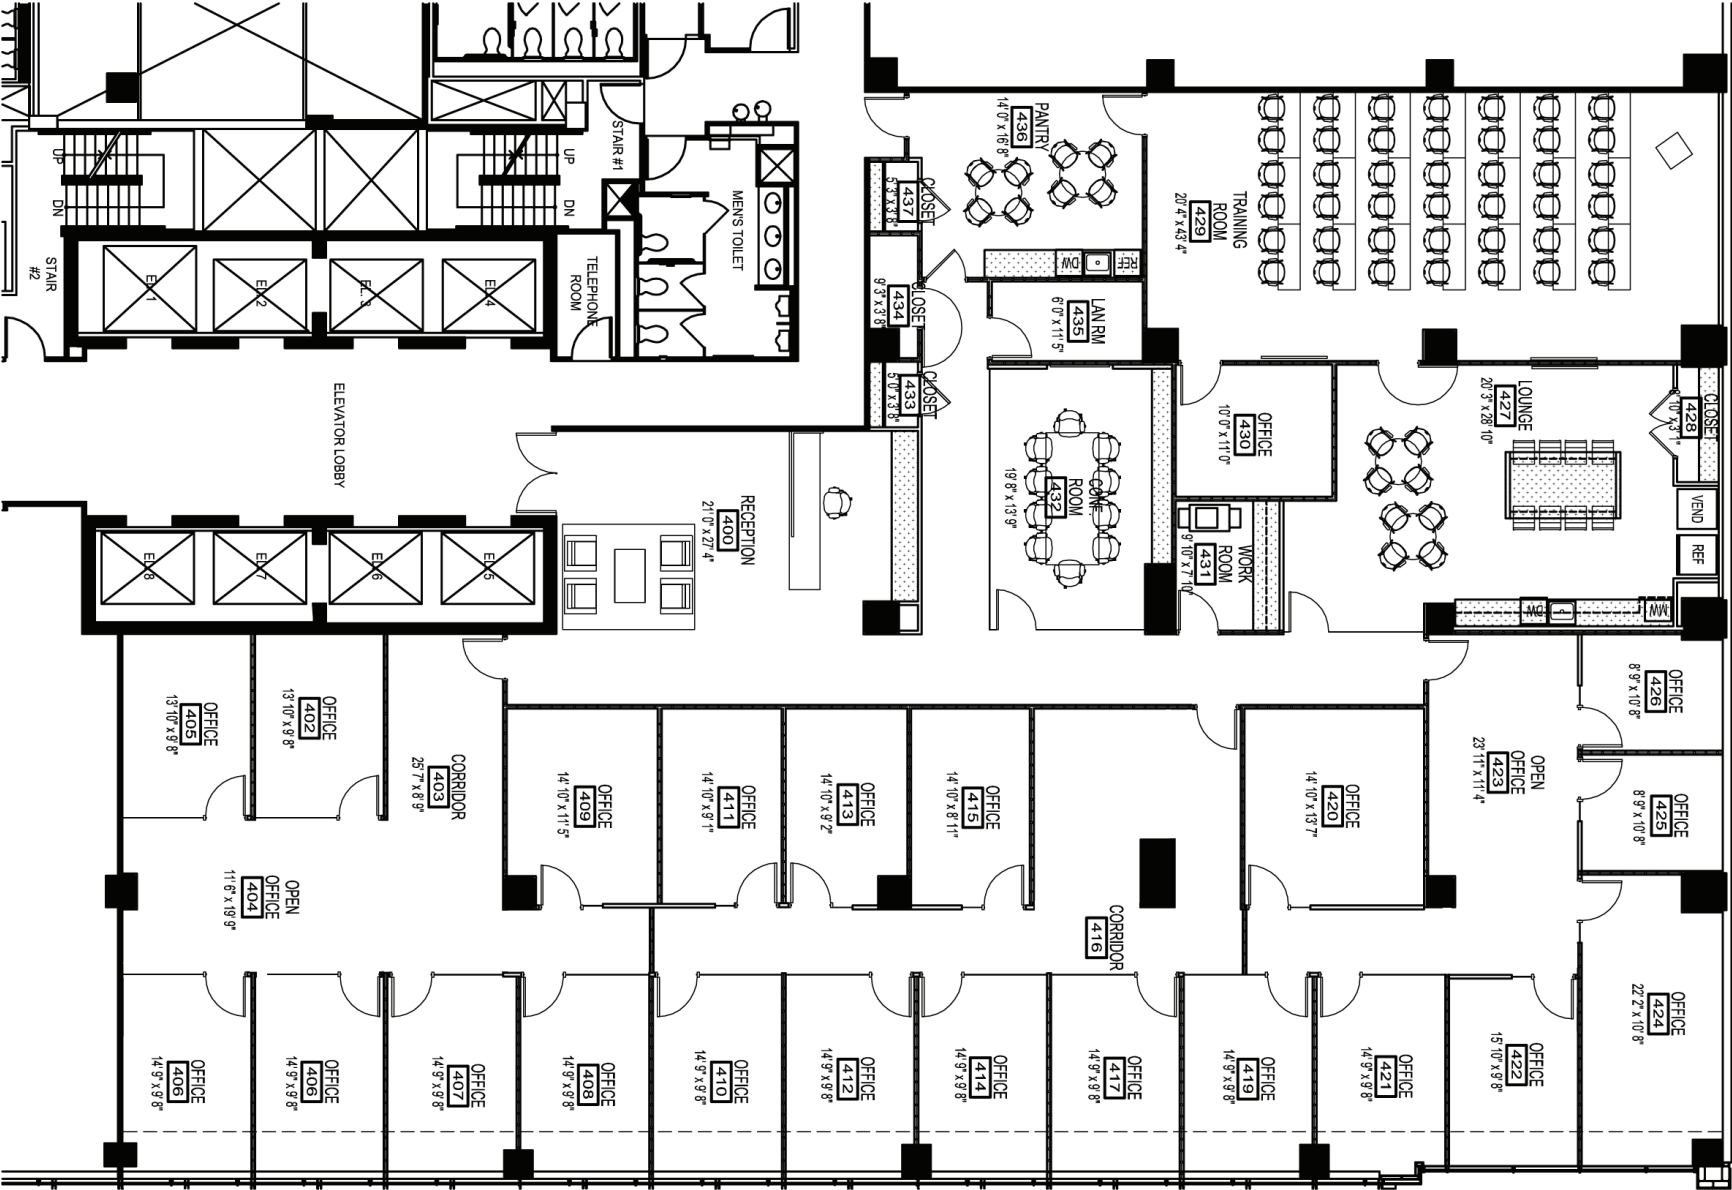 UP
DN
STAIR
#2
UP
DN
STAIR #1
MEN'S TOILET
TELEPHONE
ROOM
EL.1
EL.2
EL.3
EL.4
ELEVATOR LOBBY
EL.8
EL.7
EL.6
EL.5
PANTRY
436
14' 0" x 16' 8"
CLOSET
437
5' 3" x 3' 8"
DW
REF
CLOSET
434
9' 3" x 3' 8"
LAN RM
435
6' 0" x 11' 5"
CLOSET
433
5' 0" x 3' 8"
TRAINING
ROOM
429
20' 4" x 43' 4"
OFFICE
430
10' 0" x 11' 0"
LOUNGE
427
20' 3" x 28' 10"
CLOSET
428
8' 10" x 3' 1"
VEND
REF
DW
MW
CONF.
ROOM
432
19' 8" x 13' 9"
WORK
ROOM
431
9' 10" x 7' 10"
RECEPTION
400
21' 0" x 27' 4"
OFFICE
405
13' 10" x 9' 8"
OFFICE
402
13' 10" x 9' 8"
CORRIDOR
403
25' 7" x 8' 9"
OPEN
OFFICE
404
11' 6" x 19' 9"
OFFICE
409
14' 10" x 11' 5"
OFFICE
411
14' 10" x 9' 1"
OFFICE
413
14' 10" x 9' 2"
OFFICE
415
14' 10" x 8' 11"
CORRIDOR
416
OFFICE
420
14' 10" x 13' 7"
OPEN
OFFICE
423
23' 11" x 11' 4"
OFFICE
426
8' 9" x 10' 8"
OFFICE
425
8' 9" x 10' 8"
OFFICE
424
22' 2" x 10' 8"
OFFICE
406
14' 9" x 9' 8"
OFFICE
406
14' 9" x 9' 8"
OFFICE
407
14' 9" x 9' 8"
OFFICE
408
14' 9" x 9' 8"
OFFICE
410
14' 9" x 9' 8"
OFFICE
412
14' 9" x 9' 8"
OFFICE
414
14' 9" x 9' 8"
OFFICE
417
14' 9" x 9' 8"
OFFICE
419
14' 9" x 9' 8"
OFFICE
421
14' 9" x 9' 8"
OFFICE
422
15' 10" x 9' 8"